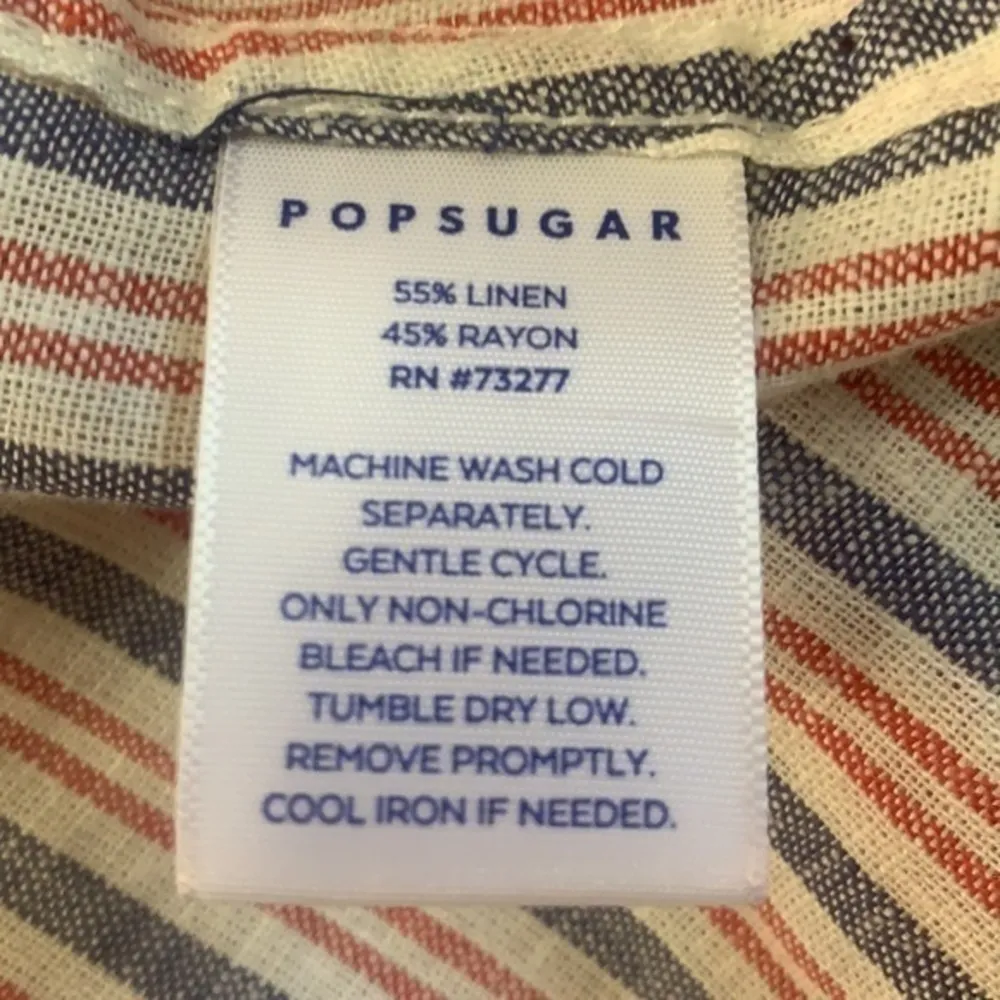 POPSUGAR
55% LINEN
45% RAYON
RN #73277
MACHINE WASH COLD
SEPARATELY.
GENTLE CYCLE.
ONLY NON-CHLORINE
BLEACH IF NEEDED.
TUMBLE DRY LOW.
REMOVE PROMPTLY.
COOL IRON IF NEEDED.